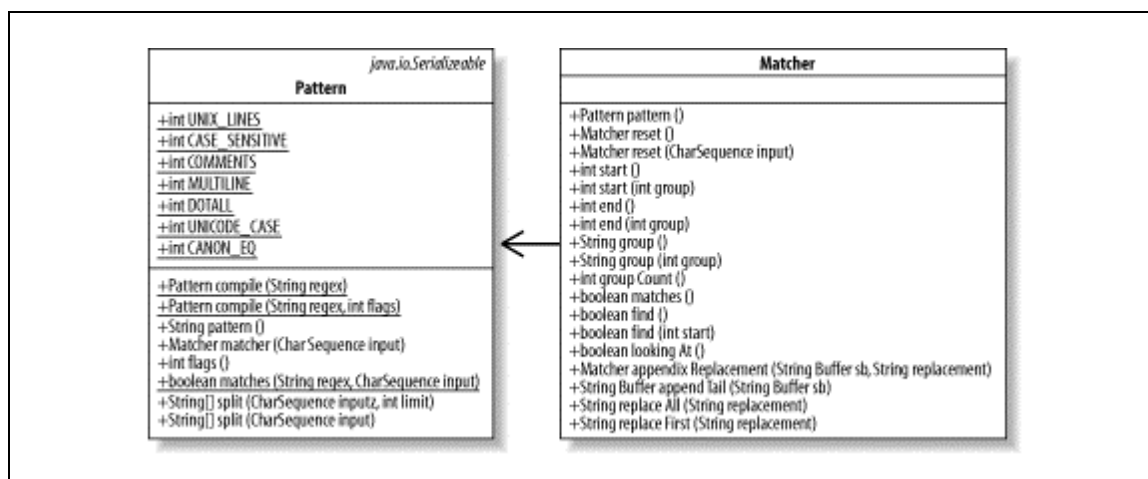 java.io.Serializeable
Pattern
+int UNIX_LINES
+int CASE_SENSITIVE
+int COMMENTS
+int MULTILINE
+int DOTALL
+int UNICODE_CASE
+int CANON_EQ
+Pattern compile (String regex)
+Pattern compile (String regex, int flags)
+String pattern ()
+Matcher matcher (Char Sequence input)
+int flags ()
+boolean matches (String regex, CharSequence input)
+String[] split (CharSequence inputz, int limit)
+String[] split (CharSequence input)
Matcher
+Pattern pattern ()
+Matcher reset ()
+Matcher reset (CharSequence input)
+int start ()
+int start (int group)
+int end ()
+int end (int group)
+String group ()
+String group (int group)
+int group Count ()
+boolean matches ()
+boolean find ()
+boolean find (int start)
+boolean looking At ()
+Matcher appendix Replacement (String Buffer sb, String replacement)
+String Buffer append Tail (String Buffer sb)
+String replace All (String replacement)
+String replace First (String replacement)